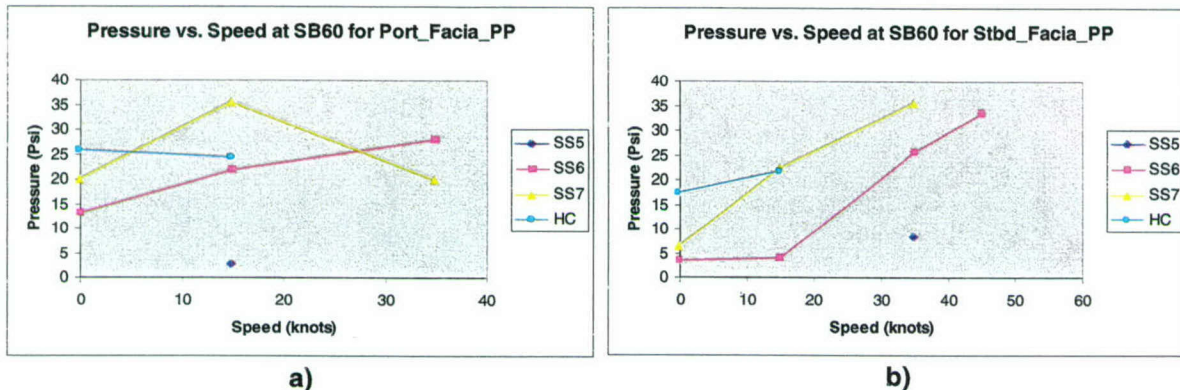 Pressure vs. Speed at SB60 for Port_Facia_PP
Pressure (Psi)
40
35
30
25
20
15
10
5
0
0 10 20 30 40
Speed (knots)
SS5
SS6
SS7
HC
a)
Pressure vs. Speed at SB60 for Stbd_Facia_PP
Pressure (Psi)
40
35
30
25
20
15
10
5
0
0 10 20 30 40 50 60
Speed (knots)
SS5
SS6
SS7
HC
b)